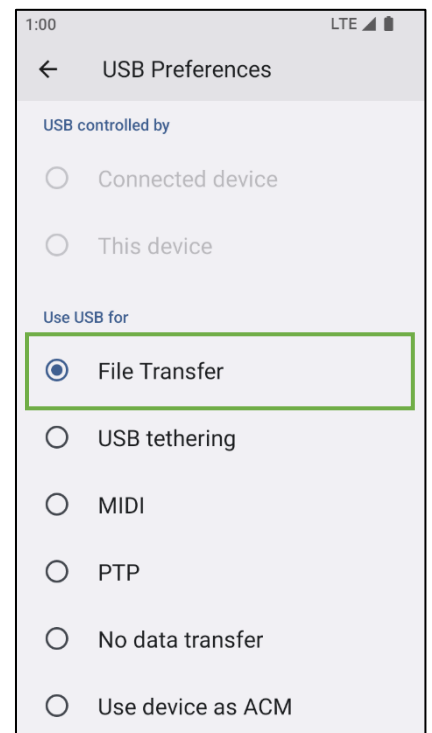 1:00 LTE
USB Preferences
USB controlled by
Connected device
This device
Use USB for
File Transfer
USB tethering
MIDI
PTP
No data transfer
Use device as ACM